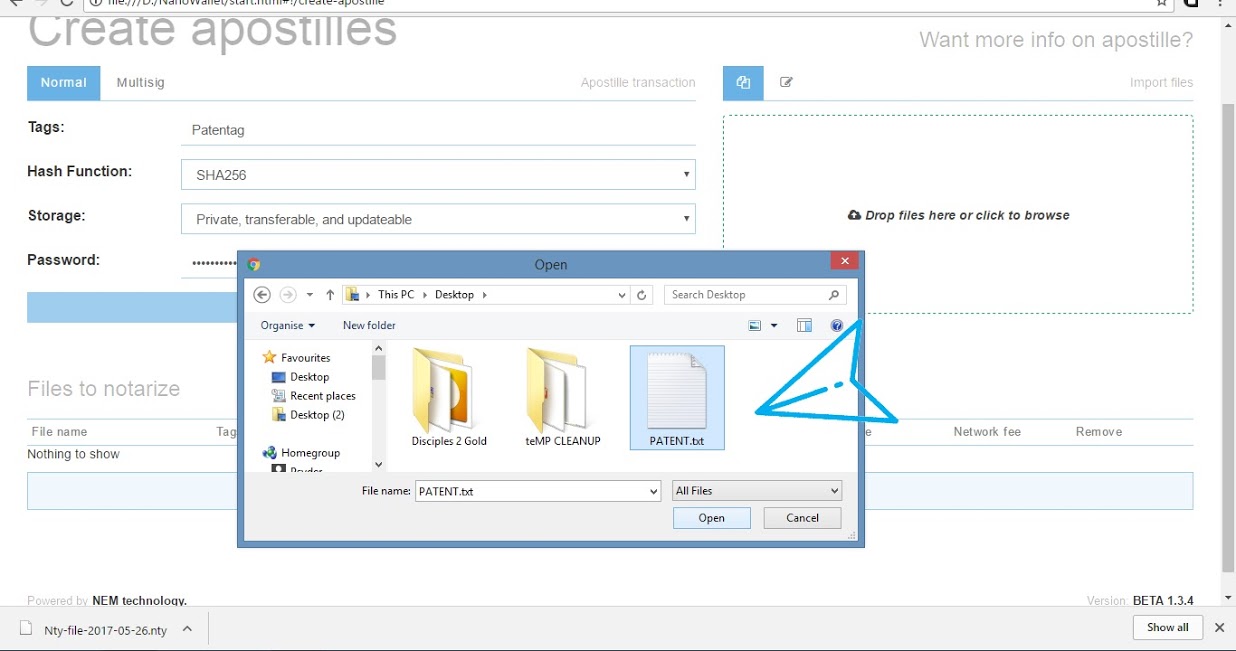 file:///D:/NanoWallet/start.html#!/create-apostille
Create apostilles
Want more info on apostille?
Normal
Multisig
Apostille transaction
Import files
Tags:
Patentag
Hash Function:
SHA256
Storage:
Private, transferable, and updateable
Drop files here or click to browse
Password:
••••••••••
Open
This PC
Desktop
Search Desktop
Organise
New folder
Favourites
Desktop
Recent places
Desktop (2)
Homegroup
Disciples 2 Gold
teMP CLEANUP
PATENT.txt
File name:
PATENT.txt
All Files
Open
Cancel
Files to notarize
File name
Tag
Network fee
Remove
Nothing to show
Powered by NEM technology.
Version: BETA 1.3.4
Nty-file-2017-05-26.nty
Show all